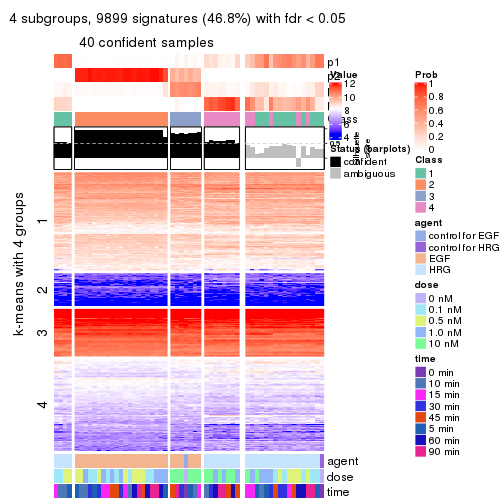 4 subgroups, 9899 signatures (46.8%) with fdr < 0.05
40 confident samples
k-means with 4 groups
1
2
3
4
p1
p2
Class
agent
dose
time
Value
12
10
8
6
4
Status (barplots)
confident
ambiguous
Prob
1
0.8
0.6
0.4
0.2
0
Class
1
2
3
4
agent
control for EGF
control for HRG
EGF
HRG
dose
0 nM
0.1 nM
0.5 nM
1.0 nM
10 nM
time
0 min
10 min
15 min
30 min
45 min
5 min
60 min
90 min